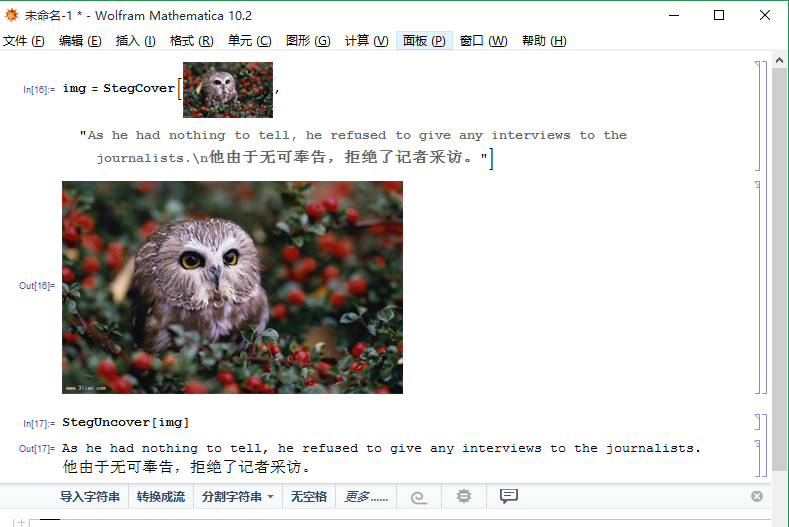 未命名-1 * - Wolfram Mathematica 10.2
文件 (F) 编辑 (E) 插入 (I) 格式 (R) 单元 (C) 图形 (G) 计算 (V) 面板 (P) 窗口 (W) 帮助 (H)
In[16]:= img = StegCover[ ,
"As he had nothing to tell, he refused to give any interviews to the
journalists.\n他由于无可奉告，拒绝了记者采访。"]
Out[16]=
www.3lian.com
In[17]:= StegUncover[img]
Out[17]= As he had nothing to tell, he refused to give any interviews to the journalists.
他由于无可奉告，拒绝了记者采访。
导入字符串 转换成流 分割字符串 无空格 更多……